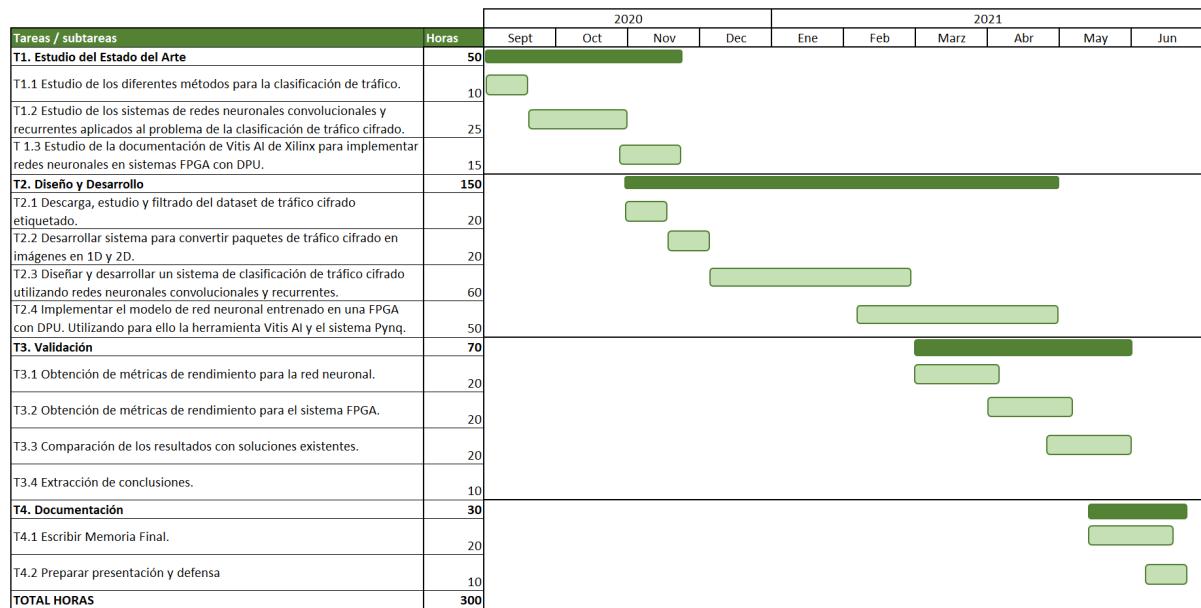 2020 2021
Tareas / subtareas Horas Sept Oct Nov Dec Ene Feb Marz Abr May Jun
T1. Estudio del Estado del Arte 50
T1.1 Estudio de los diferentes métodos para la clasificación de tráfico. 10
T1.2 Estudio de los sistemas de redes neuronales convolucionales y
recurrentes aplicados al problema de la clasificación de tráfico cifrado. 25
T 1.3 Estudio de la documentación de Vitis AI de Xilinx para implementar
redes neuronales en sistemas FPGA con DPU. 15
T2. Diseño y Desarrollo 150
T2.1 Descarga, estudio y filtrado del dataset de tráfico cifrado
etiquetado. 20
T2.2 Desarrollar sistema para convertir paquetes de tráfico cifrado en
imágenes en 1D y 2D. 20
T2.3 Diseñar y desarrollar un sistema de clasificación de tráfico cifrado
utilizando redes neuronales convolucionales y recurrentes. 60
T2.4 Implementar el modelo de red neuronal entrenado en una FPGA
con DPU. Utilizando para ello la herramienta Vitis AI y el sistema Pynq. 50
T3. Validación 70
T3.1 Obtención de métricas de rendimiento para la red neuronal. 20
T3.2 Obtención de métricas de rendimiento para el sistema FPGA. 20
T3.3 Comparación de los resultados con soluciones existentes. 20
T3.4 Extracción de conclusiones. 10
T4. Documentación 30
T4.1 Escribir Memoria Final. 20
T4.2 Preparar presentación y defensa 10
TOTAL HORAS 300